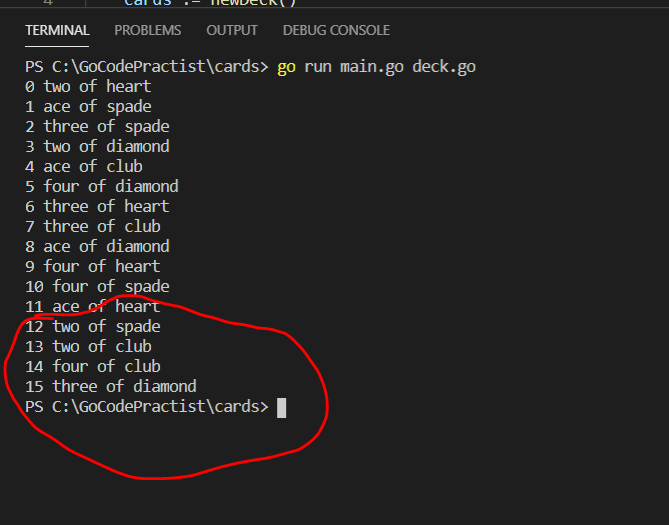 4 cards := newDeck()
TERMINAL PROBLEMS OUTPUT DEBUG CONSOLE
PS C:\GoCodePractist\cards> go run main.go deck.go
0 two of heart
1 ace of spade
2 three of spade
3 two of diamond
4 ace of club
5 four of diamond
6 three of heart
7 three of club
8 ace of diamond
9 four of heart
10 four of spade
11 ace of heart
12 two of spade
13 two of club
14 four of club
15 three of diamond
PS C:\GoCodePractist\cards>